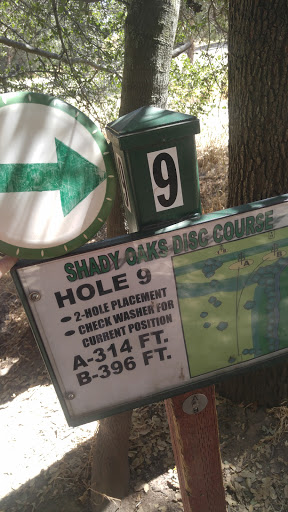 9
SHADY OAKS DISC COURSE
HOLE 9
• 2-HOLE PLACEMENT
• CHECK WASHER FOR
CURRENT POSITION
A-314 FT.
B-396 FT.
A